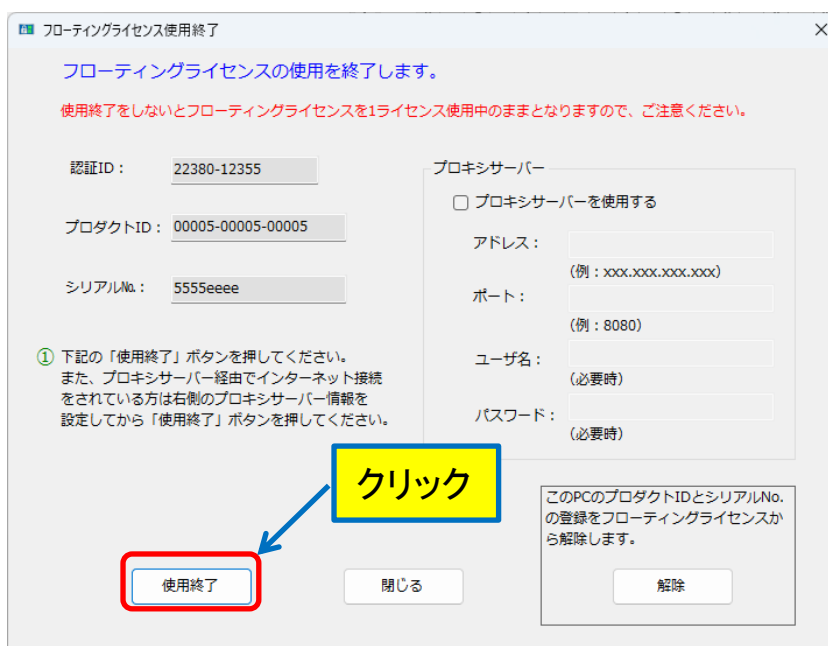 フローティングライセンス使用終了
フローティングライセンスの使用を終了します。
使用終了をしないとフローティングライセンスを1ライセンス使用中のままとなりますので、ご注意ください。
認証ID：
22380-12355
プロダクトID：
00005-00005-00005
シリアル№：
5555eeee
① 下記の「使用終了」ボタンを押してください。
また、プロキシサーバー経由でインターネット接続
をされている方は右側のプロキシサーバー情報を
設定してから「使用終了」ボタンを押してください。
プロキシサーバー
プロキシサーバーを使用する
アドレス：
(例：xxx.xxx.xxx.xxx)
ポート：
(例：8080)
ユーザ名：
(必要時)
パスワード：
(必要時)
クリック
このPCのプロダクトIDとシリアルNo.
の登録をフローティングライセンスか
ら解除します。
使用終了
閉じる
解除